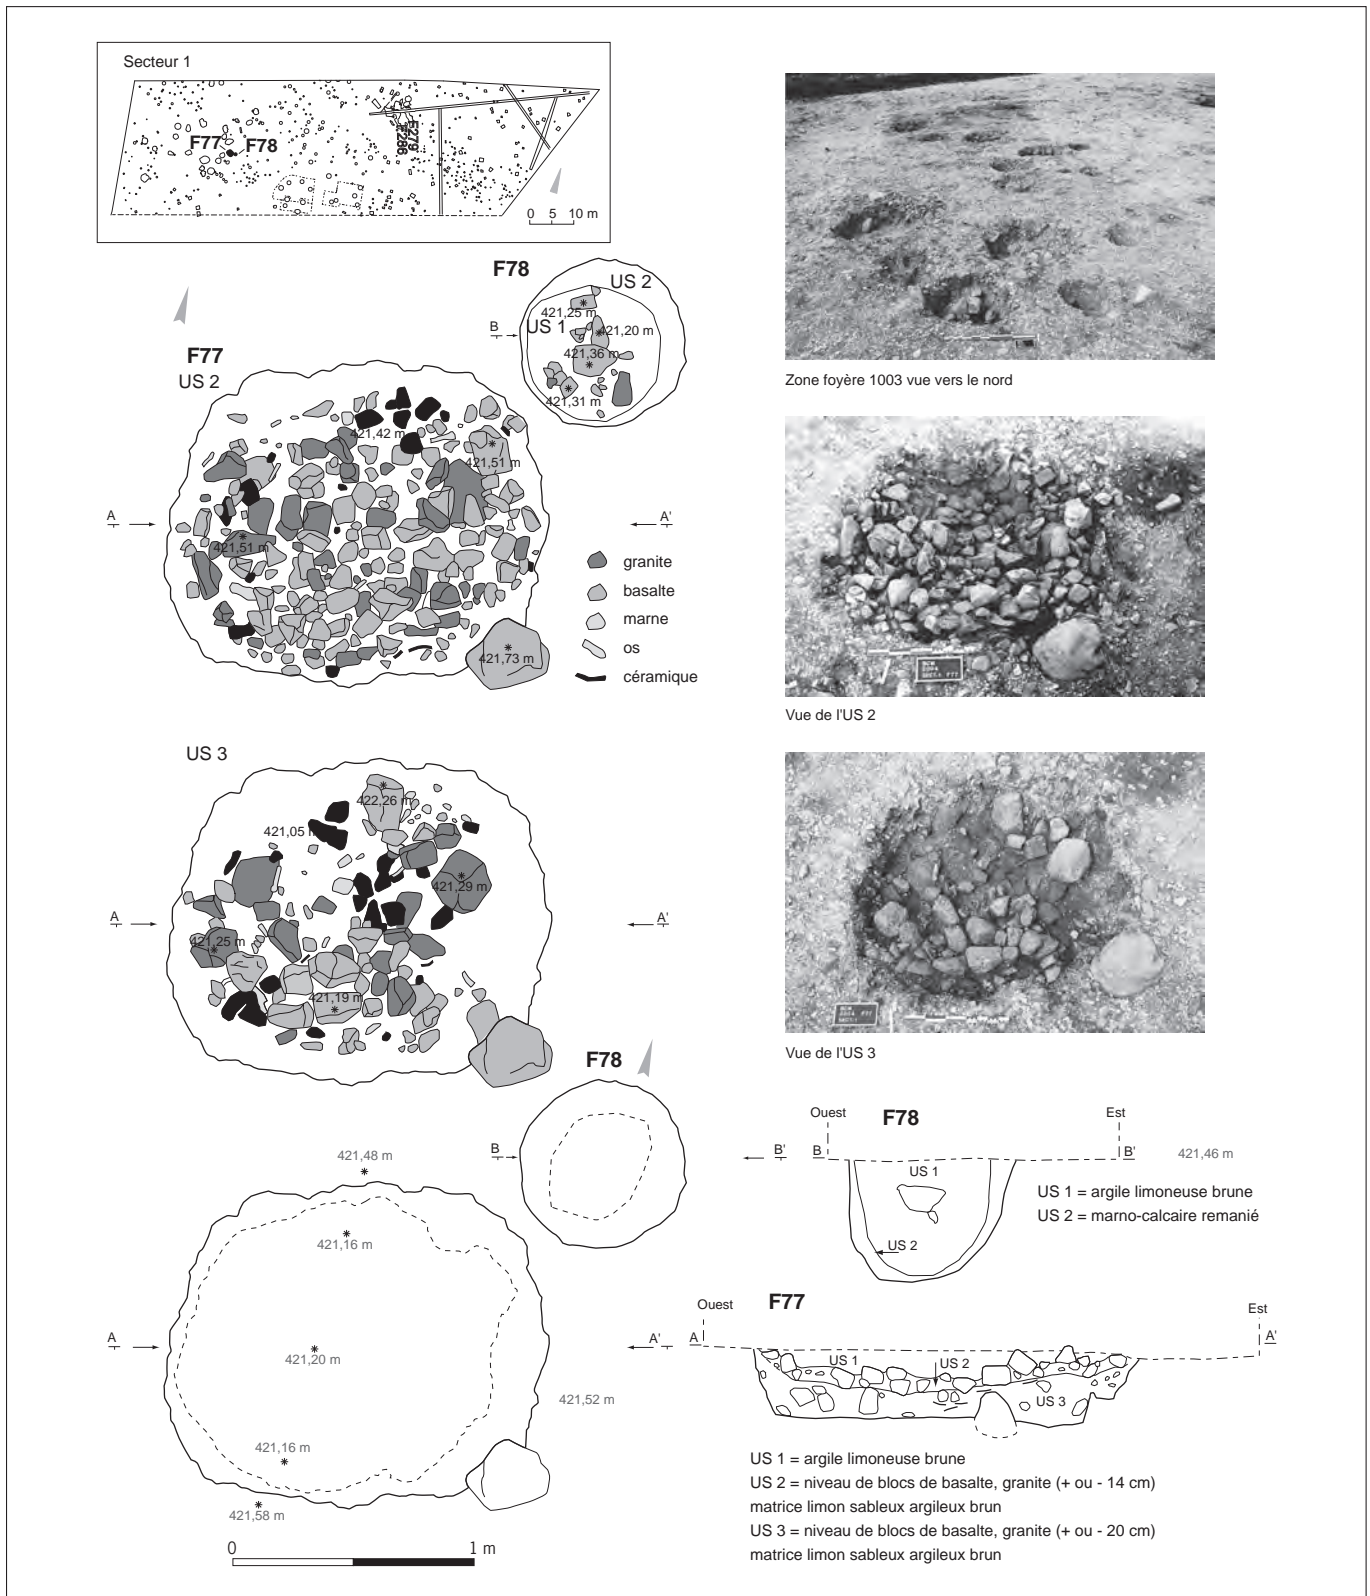 Secteur 1
F77
F78
F279
F286
0 5 10 m
F78
US 2
421,25 m
US 1
421,20 m
421,36 m
421,31 m
B
F77
US 2
421,42 m
421,51 m
A
A'
421,51 m
421,73 m
granite
basalte
marne
os
céramique
Zone foyère 1003 vue vers le nord
Vue de l'US 2
US 3
422,26 m
421,05 m
421,29 m
A
A'
421,25 m
421,19 m
Vue de l'US 3
F78
B
B'
421,48 m
421,16 m
A
A'
421,20 m
421,52 m
421,16 m
421,58 m
0 1 m
Ouest
F78
Est
B
B'
421,46 m
US 1
US 2
US 1 = argile limoneuse brune
US 2 = marno-calcaire remanié
Ouest
F77
Est
A
A'
US 1
US 2
US 3
US 1 = argile limoneuse brune
US 2 = niveau de blocs de basalte, granite (+ ou - 14 cm)
matrice limon sableux argileux brun
US 3 = niveau de blocs de basalte, granite (+ ou - 20 cm)
matrice limon sableux argileux brun